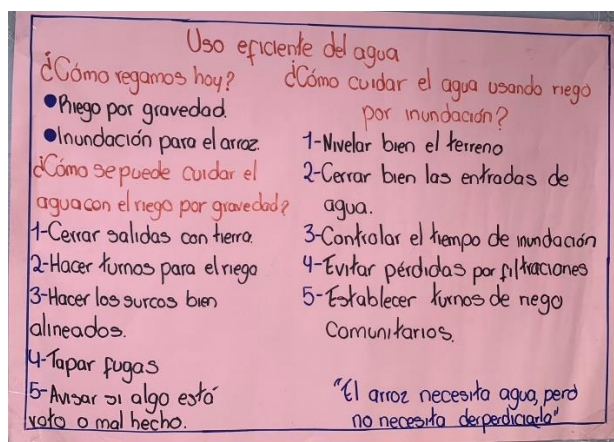 Uso eficiente del agua
¿Cómo regamos hoy?
•Riego por gravedad.
•Inundación para el arroz.
¿Cómo se puede cuidar el
agua con el riego por gravedad?
1-Cerrar salidas con tierra.
2-Hacer turnos para el riego
3-Hacer los surcos bien
alineados.
4-Tapar fugas
5-Avisar si algo está
roto o mal hecho.
¿Cómo cuidar el agua usando riego
por inundación?
1-Nivelar bien el terreno
2-Cerrar bien las entradas de
agua.
3-Controlar el tiempo de inundación
4-Evitar pérdidas por filtraciones
5-Establecer turnos de riego
Comunitarios.
"El arroz necesita agua, pero
no necesita derperdiciarla"